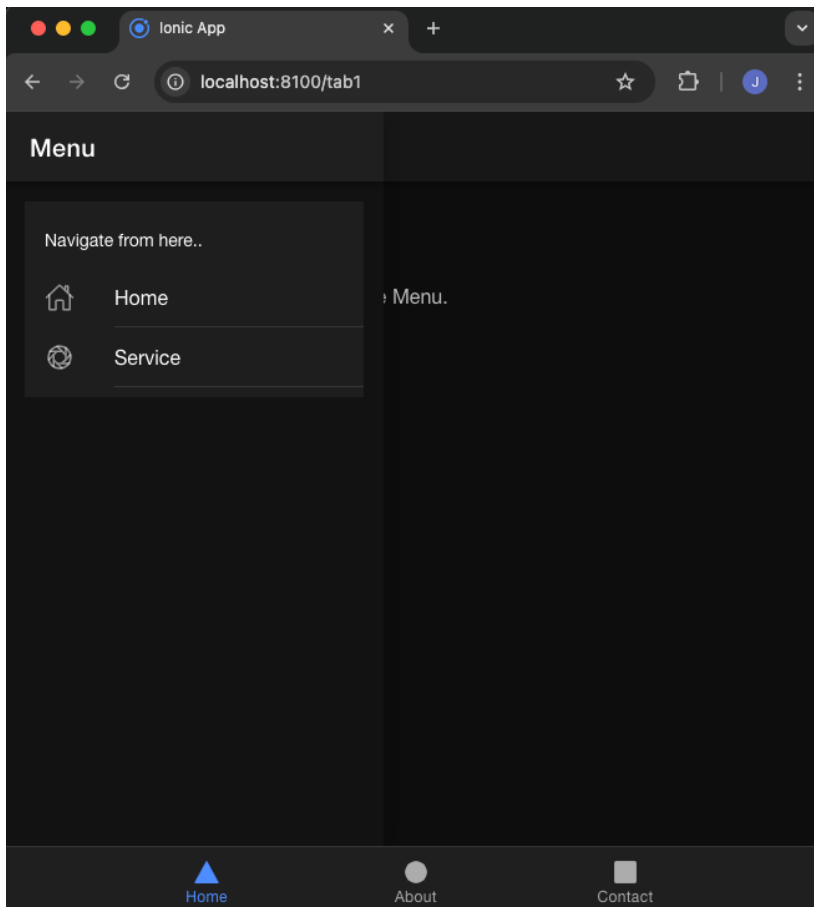 Ionic App
localhost:8100/tab1
J
Menu
Navigate from here..
Home
Menu.
Service
Home About Contact